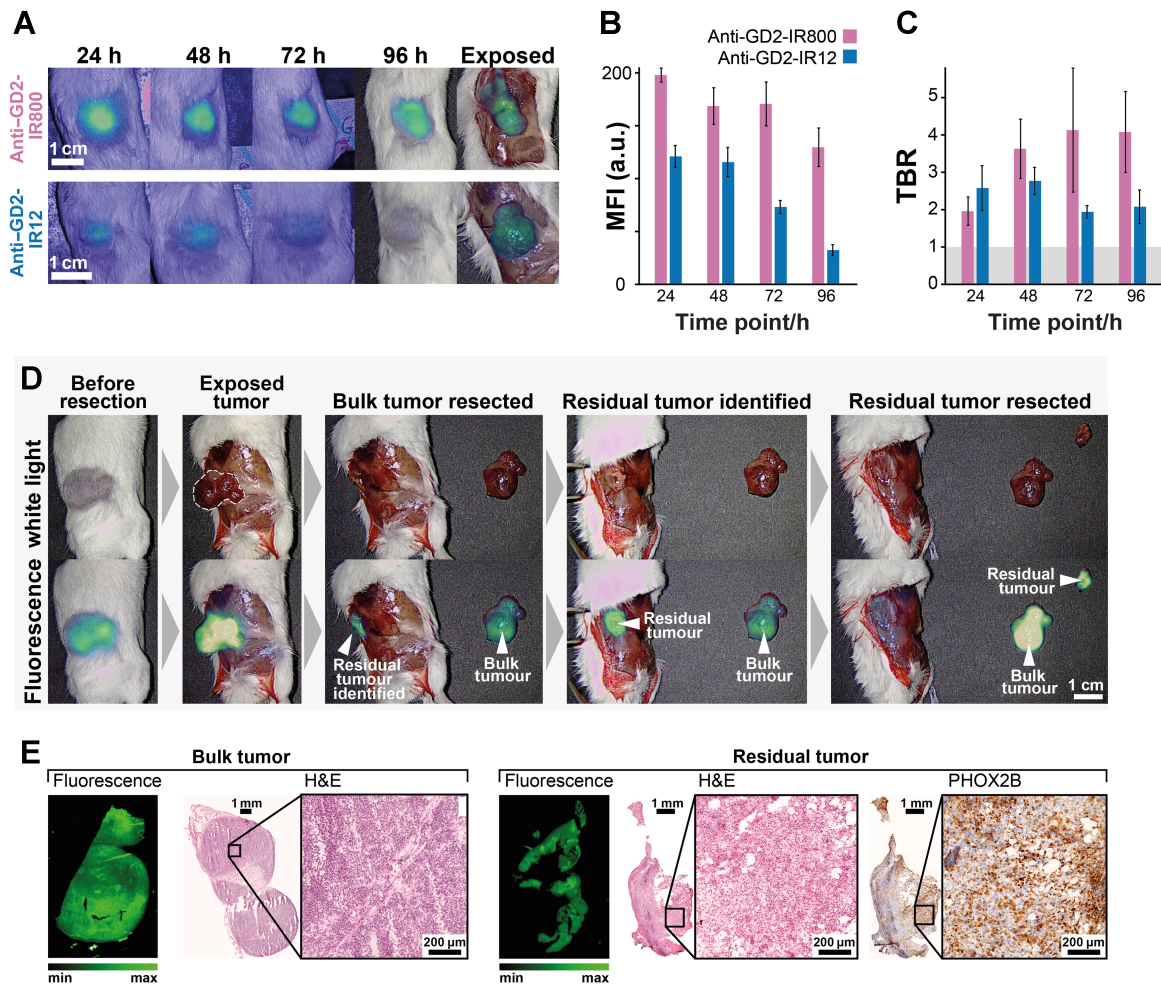 A
24 h 48 h 72 h 96 h Exposed
Anti–GD2-
IR800
1 cm
Anti–GD2-
IR12
1 cm
B
Anti-GD2-IR800
Anti-GD2-IR12
MFI (a.u.)
200
0
24 48 72 96
Time point/h
C
TBR
5
4
3
2
1
0
24 48 72 96
Time point/h
D
Before
resection
Exposed
tumor
Bulk tumor resected
Residual tumor identified
Residual tumor resected
Fluorescence white light
Residual
tumour
identified
Bulk
tumour
Residual
tumour
Bulk
tumour
Residual
tumour
Bulk
tumour
1 cm
E
Bulk tumor
Fluorescence
H&E
1 mm
200 µm
min max
Residual tumor
Fluorescence
H&E
PHOX2B
1 mm
200 µm
1 mm
200 µm
min max